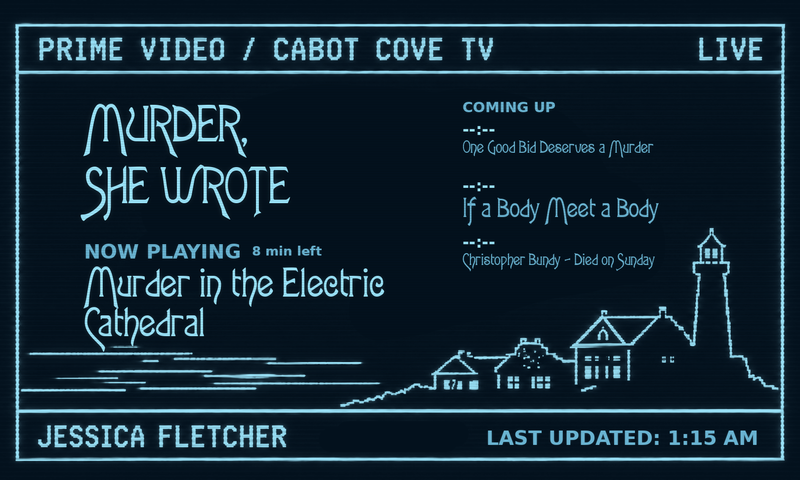 PRIME VIDEO / CABOT COVE TV
LIVE
MURDER,
SHE WROTE
NOW PLAYING 8 min left
Murder in the Electric
Cathedral
COMING UP
--:--
One Good Bid Deserves a Murder
--:--
If a Body Meet a Body
--:--
Christopher Bundy - Died on Sunday
JESSICA FLETCHER
LAST UPDATED: 1:15 AM